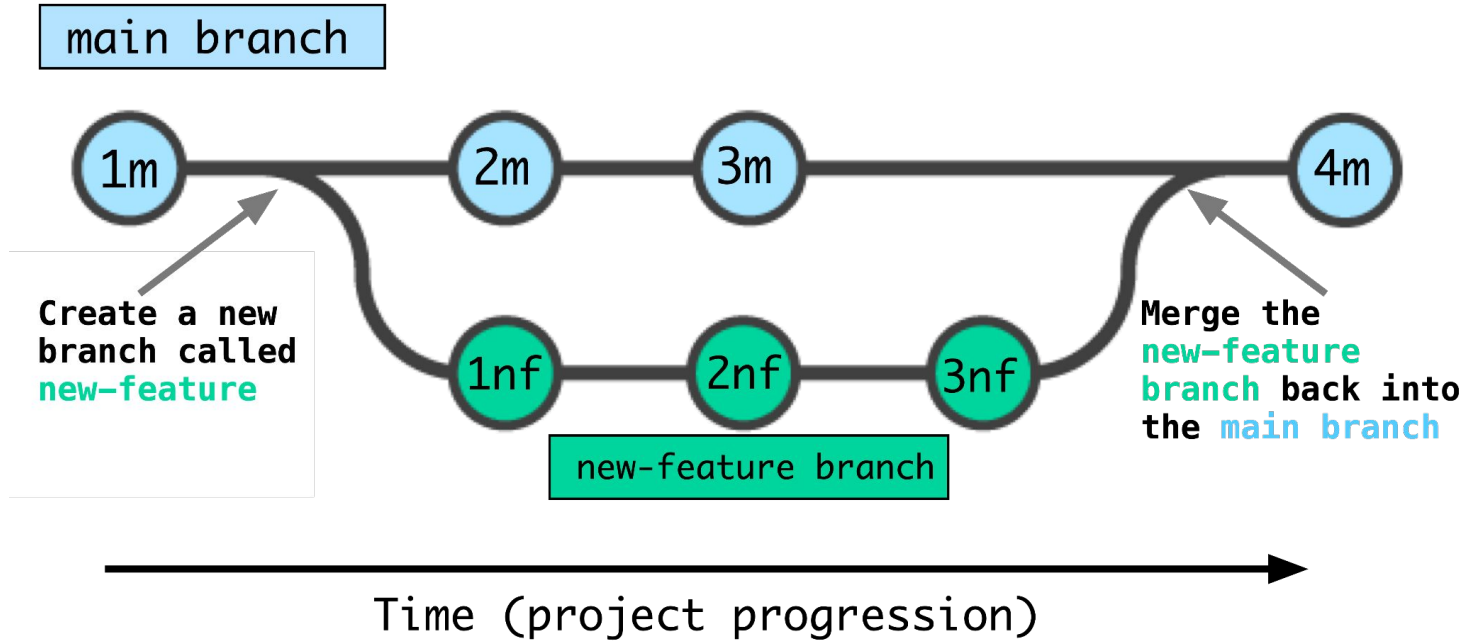 main branch
1m
2m
3m
4m
Create a new
branch called
new-feature
1nf
2nf
3nf
Merge the
new-feature
branch back into
the main branch
new-feature branch
Time (project progression)